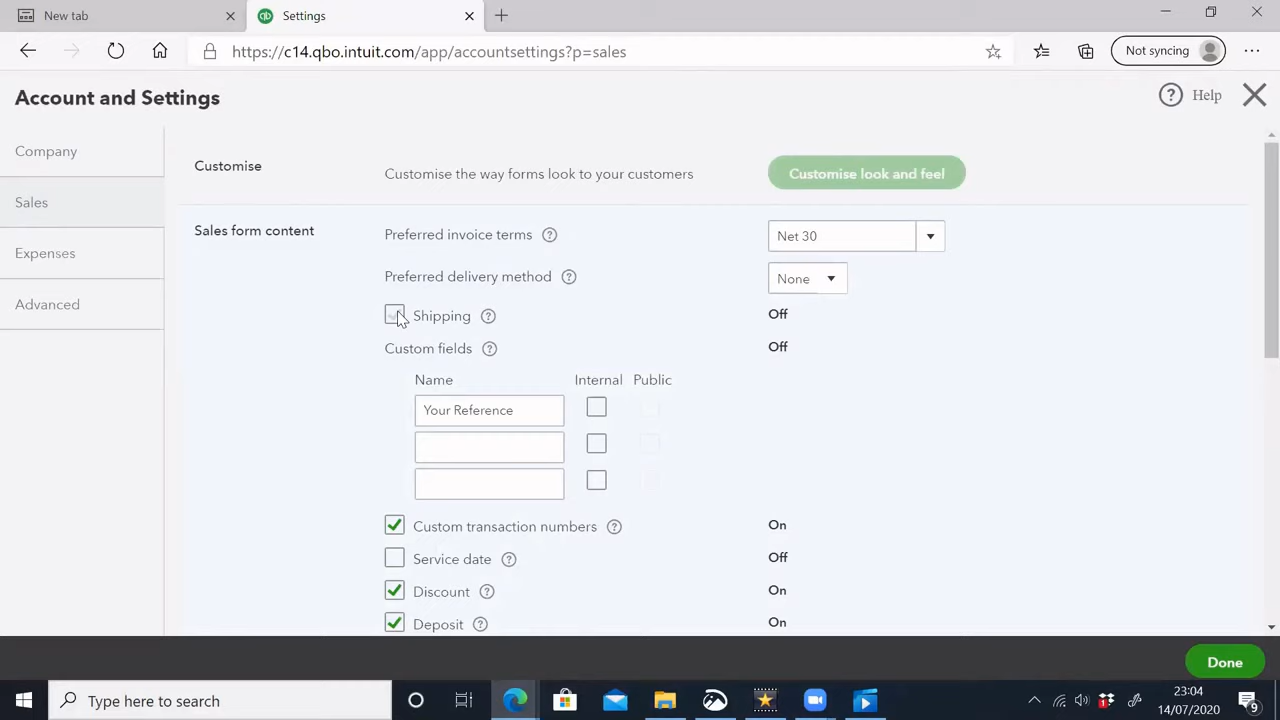 New tab
qb
Settings
https://c14.qbo.intuit.com/app/accountsettings?p=sales
Not syncing
Account and Settings
Help
Company
Sales
Expenses
Advanced
Customise
Customise the way forms look to your customers
Customise look and feel
Sales form content
Preferred invoice terms
Net 30
Preferred delivery method
None
Shipping
Off
Custom fields
Off
Name
Internal
Public
Your Reference
Custom transaction numbers
On
Service date
Off
Discount
On
Deposit
On
Done
Type here to search
23:04
14/07/2020
9